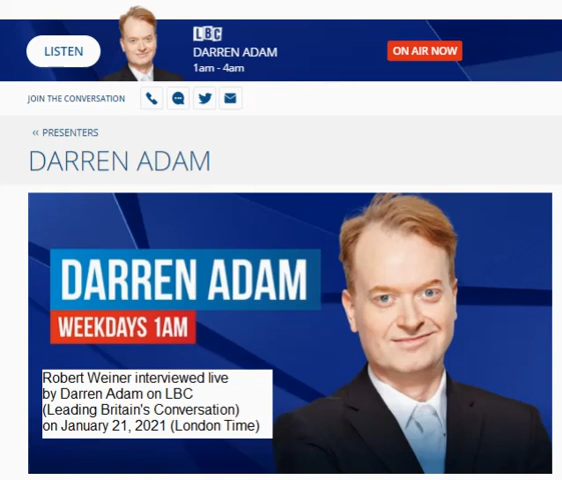 LISTEN
LBC
DARREN ADAM
1am - 4am
ON AIR NOW
JOIN THE CONVERSATION
‹‹ PRESENTERS
DARREN ADAM
DARREN ADAM
WEEKDAYS 1AM
Robert Weiner interviewed live
by Darren Adam on LBC
(Leading Britain's Conversation)
on January 21, 2021 (London Time)